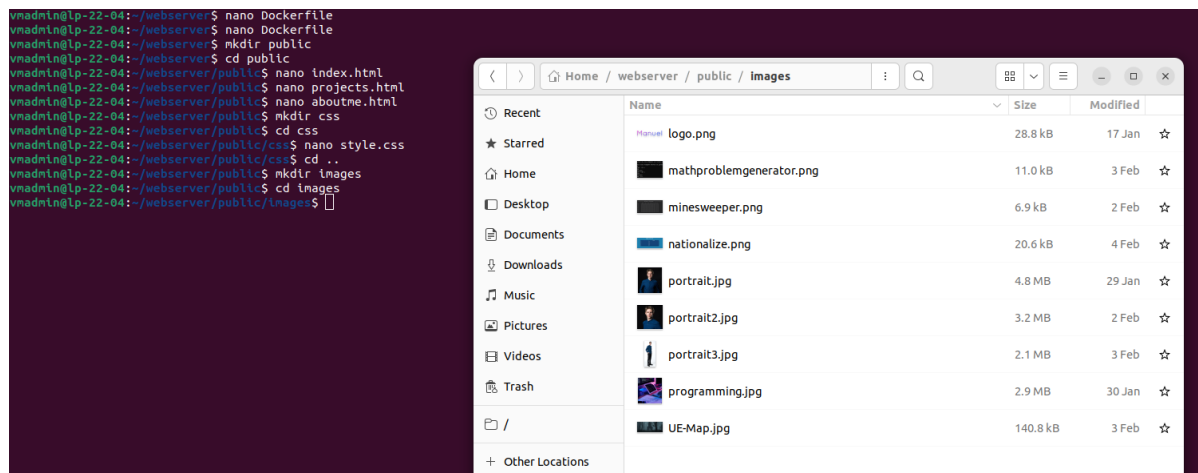 vmadmin@lp-22-04:~/webserver$ nano Dockerfile
vmadmin@lp-22-04:~/webserver$ nano Dockerfile
vmadmin@lp-22-04:~/webserver$ mkdir public
vmadmin@lp-22-04:~/webserver$ cd public
vmadmin@lp-22-04:~/webserver/public$ nano index.html
vmadmin@lp-22-04:~/webserver/public$ nano projects.html
vmadmin@lp-22-04:~/webserver/public$ nano aboutme.html
vmadmin@lp-22-04:~/webserver/public$ mkdir css
vmadmin@lp-22-04:~/webserver/public$ cd css
vmadmin@lp-22-04:~/webserver/public/css$ nano style.css
vmadmin@lp-22-04:~/webserver/public/css$ cd ..
vmadmin@lp-22-04:~/webserver/public$ mkdir images
vmadmin@lp-22-04:~/webserver/public$ cd images
vmadmin@lp-22-04:~/webserver/public/images$
Home / webserver / public / images
Recent
Starred
Home
Desktop
Documents
Downloads
Music
Pictures
Videos
Trash
/
+ Other Locations
Name Size Modified
Manuel logo.png 28.8 kB 17 Jan
mathproblemgenerator.png 11.0 kB 3 Feb
minesweeper.png 6.9 kB 2 Feb
nationalize.png 20.6 kB 4 Feb
portrait.jpg 4.8 MB 29 Jan
portrait2.jpg 3.2 MB 2 Feb
portrait3.jpg 2.1 MB 3 Feb
programming.jpg 2.9 MB 30 Jan
UE-Map.jpg 140.8 kB 3 Feb